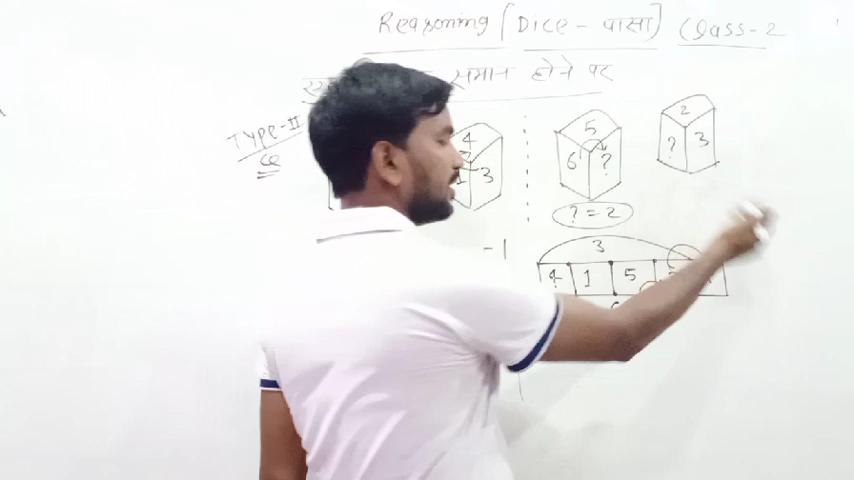 Reasoning [Dice - पासा] Class-2
समान होने पर
Type-II
4
3
5
6 ?
2
? 3
? = 2
-1
3
4 1 5